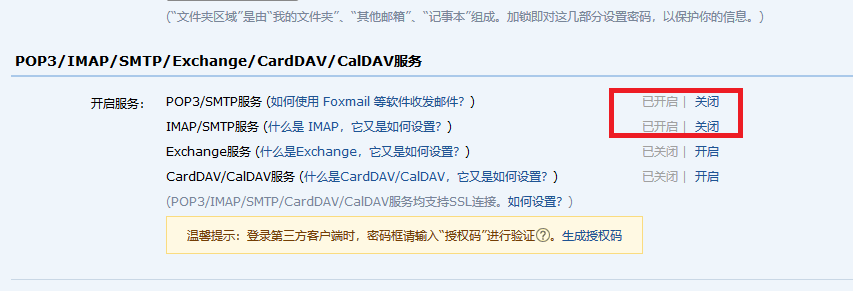 (“文件夹区域”是由“我的文件夹”、“其他邮箱”、“记事本”组成。加锁即对这几部分设置密码，以保护你的信息。)
POP3/IMAP/SMTP/Exchange/CardDAV/CalDAV服务
开启服务： POP3/SMTP服务 (如何使用 Foxmail 等软件收发邮件？) 已开启 | 关闭
IMAP/SMTP服务 (什么是 IMAP，它又是如何设置？) 已开启 | 关闭
Exchange服务 (什么是Exchange，它又是如何设置？) 已关闭 | 开启
CardDAV/CalDAV服务 (什么是CardDAV/CalDAV，它又是如何设置？) 已关闭 | 开启
(POP3/IMAP/SMTP/CardDAV/CalDAV服务均支持SSL连接。如何设置？)
温馨提示：登录第三方客户端时，密码框请输入“授权码”进行验证?。生成授权码